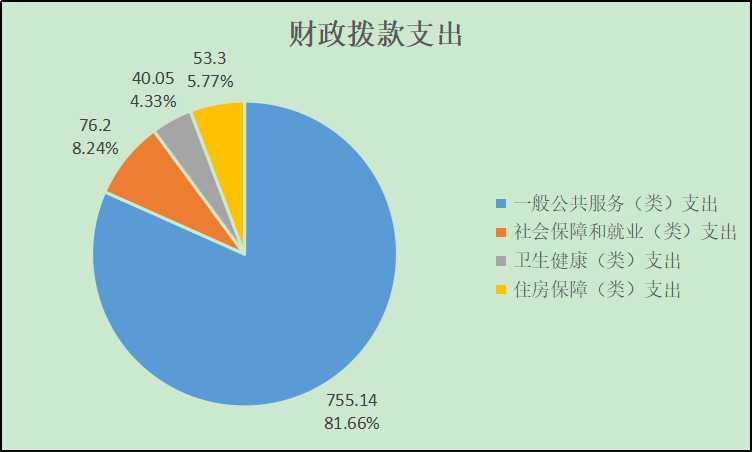 财政拨款支出
53.3
5.77%
40.05
4.33%
76.2
8.24%
755.14
81.66%
一般公共服务（类）支出
社会保障和就业（类）支出
卫生健康（类）支出
住房保障（类）支出